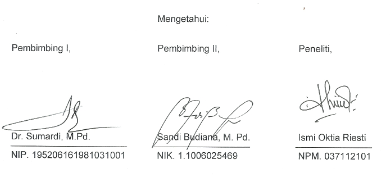 Mengetahui:
Pembimbing I, Pembimbing II, Peneliti,
Dr. Sumardi, M.Pd. Sandi Budiana, M. Pd. Ismi Oktia Riesti
NIP. 195206161981031001 NIK. 1.1006025469 NPM. 037112101